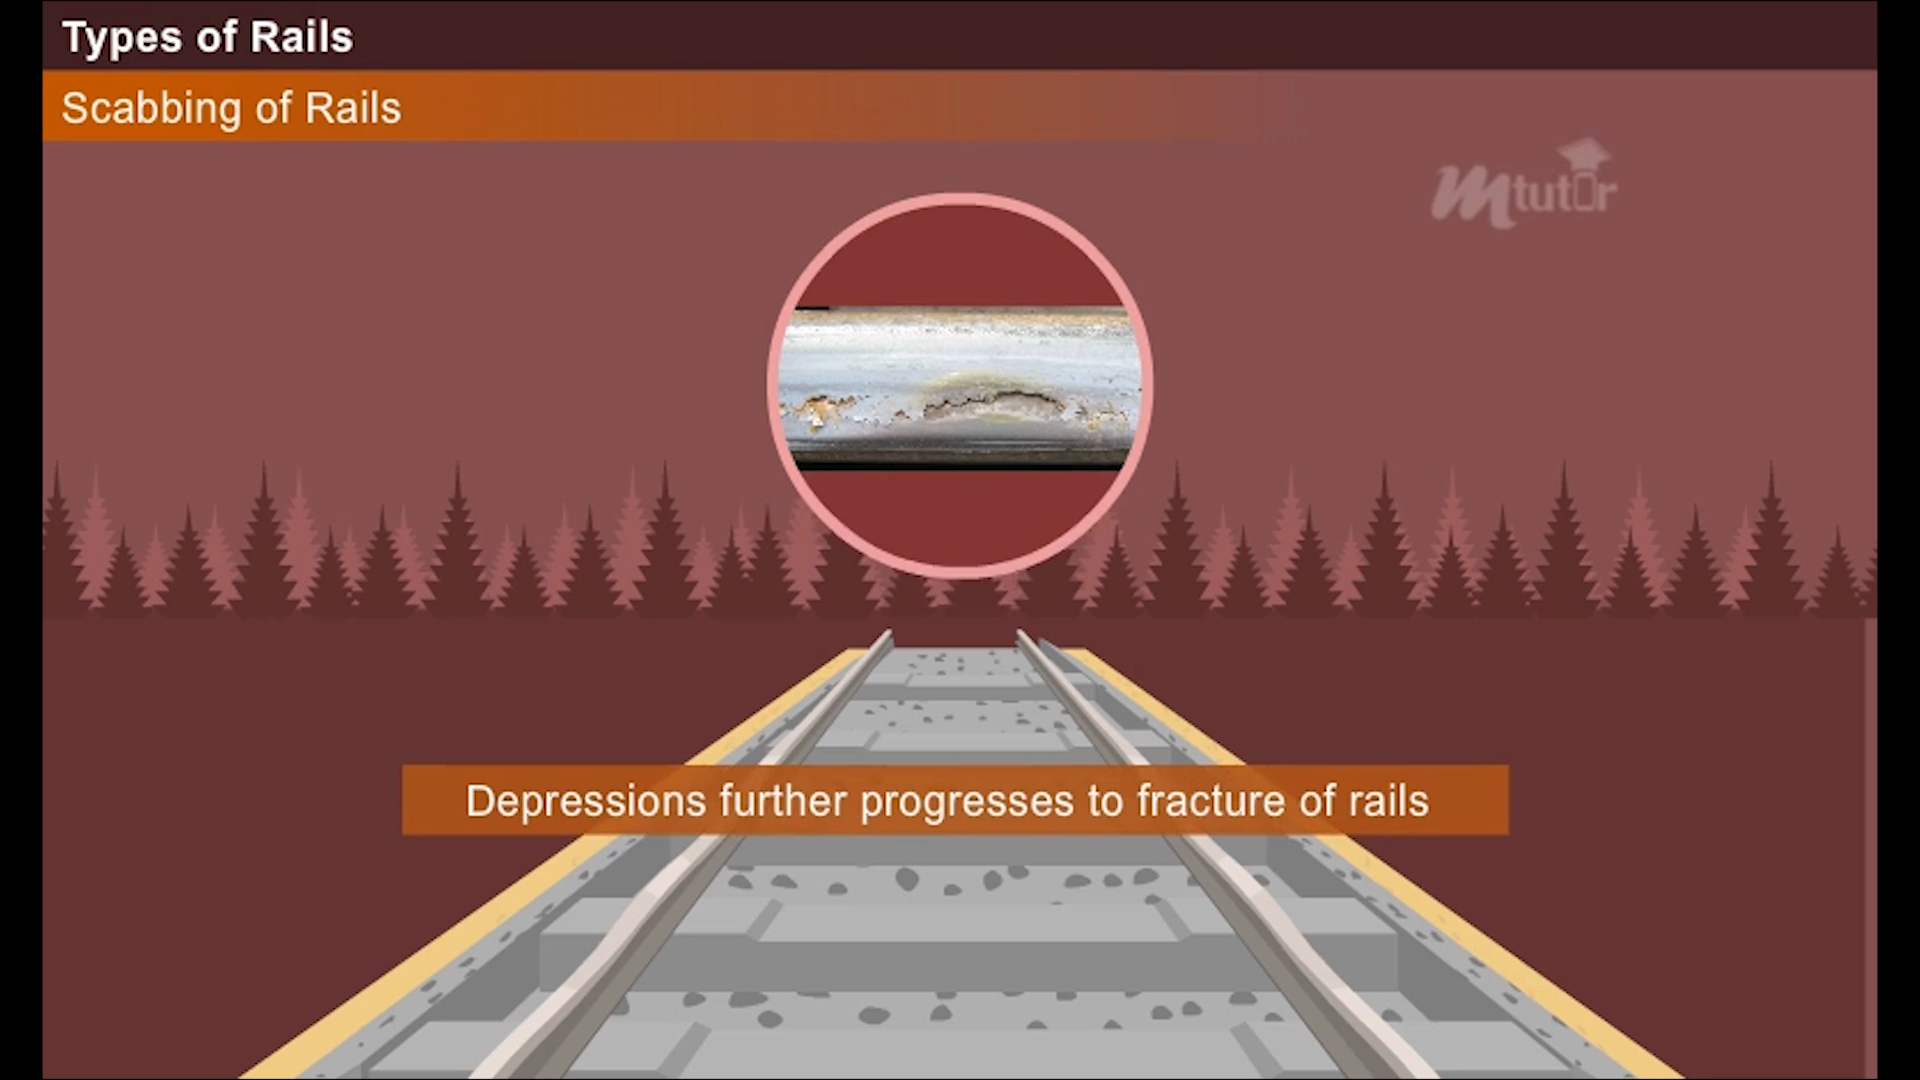 Types of Rails
Scabbing of Rails
Mtutor
Depressions further progresses to fracture of rails